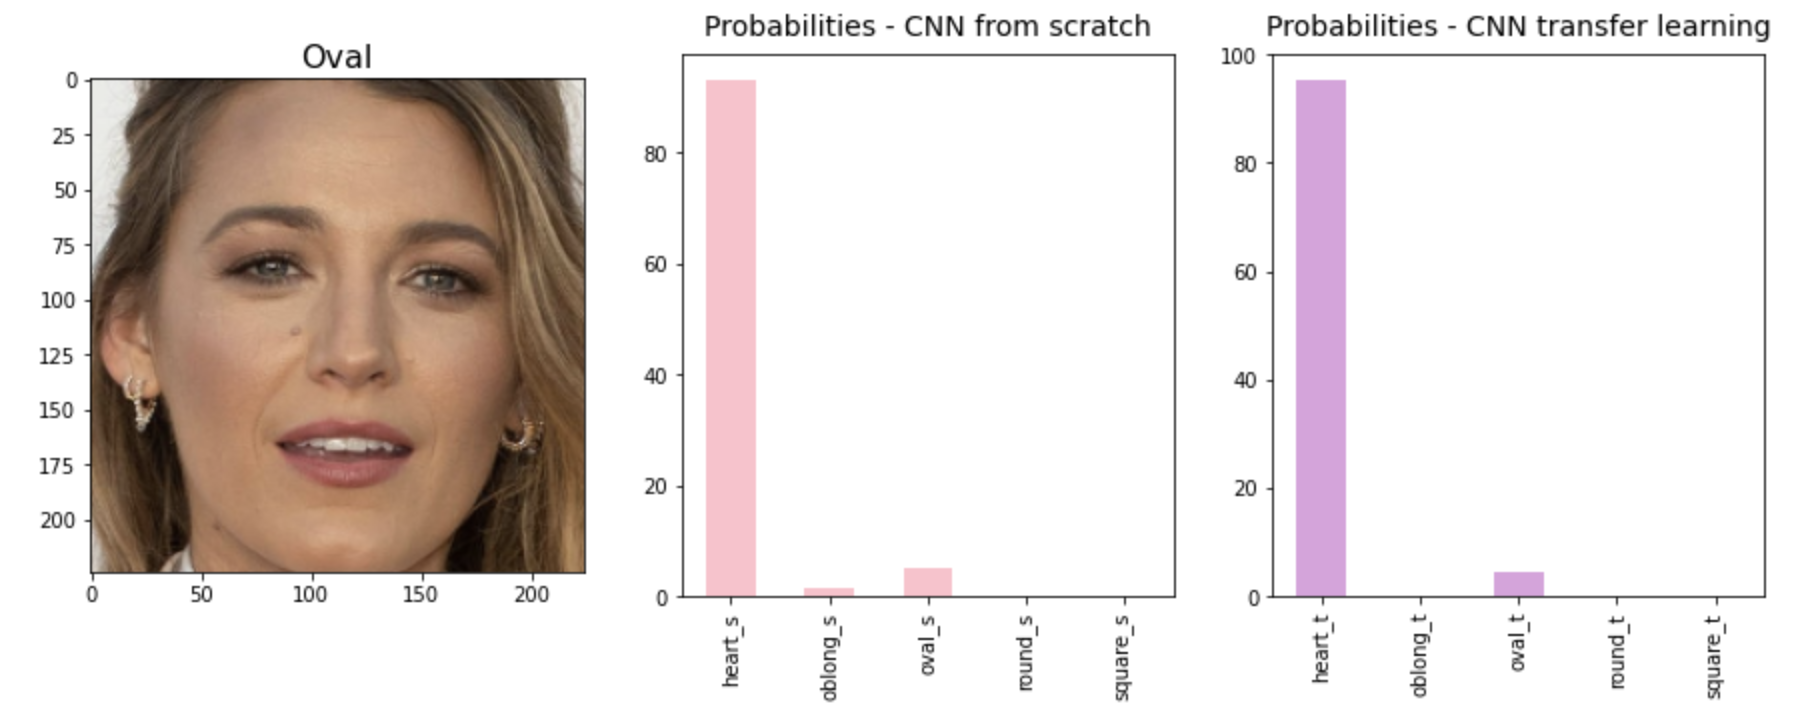 Oval
0
25
50
75
100
125
150
175
200
0 50 100 150 200
Probabilities - CNN from scratch
80
60
40
20
0
heart_s
oblong_s
oval_s
round_s
square_s
Probabilities - CNN transfer learning
100
80
60
40
20
0
heart_t
oblong_t
oval_t
round_t
square_t